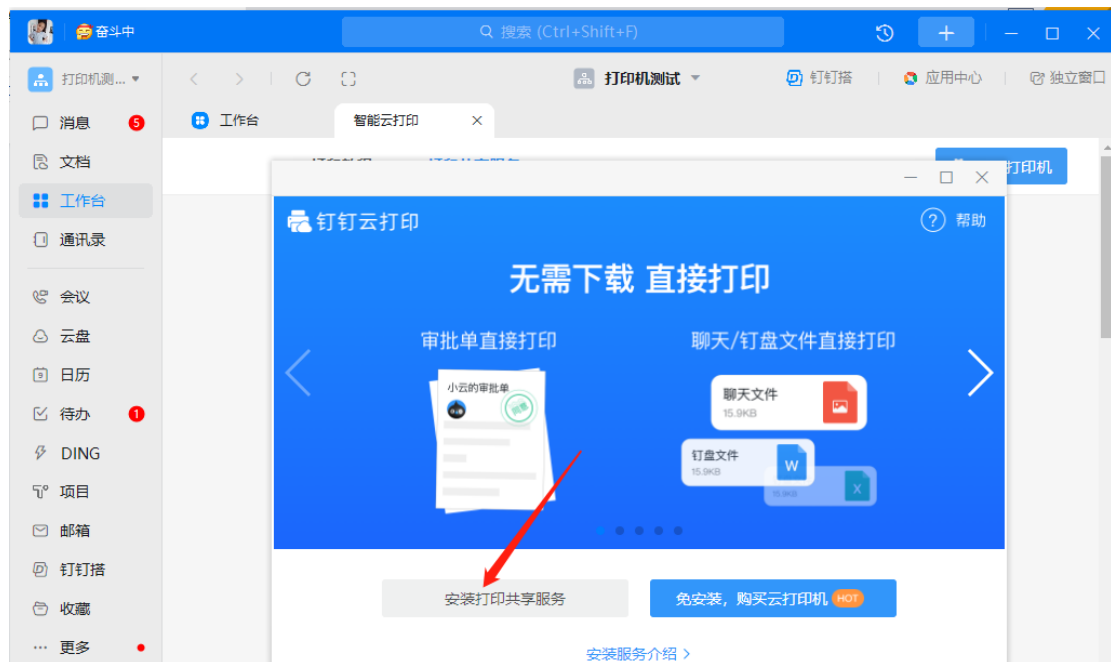 奋斗中
搜索 (Ctrl+Shift+F)
打印机测...
打印机测试
钉钉搭
应用中心
独立窗口
消息 5
工作台
智能云打印
文档
打印机
工作台
通讯录
钉钉云打印
帮助
无需下载 直接打印
会议
审批单直接打印
聊天/钉盘文件直接打印
云盘
日历
小云的审批单
聊天文件
15.9KB
待办 1
DING
钉盘文件
15.9KB
W
15.9KB
X
项目
邮箱
钉钉搭
安装打印共享服务
免安装，购买云打印机 HOT
收藏
更多
安装服务介绍